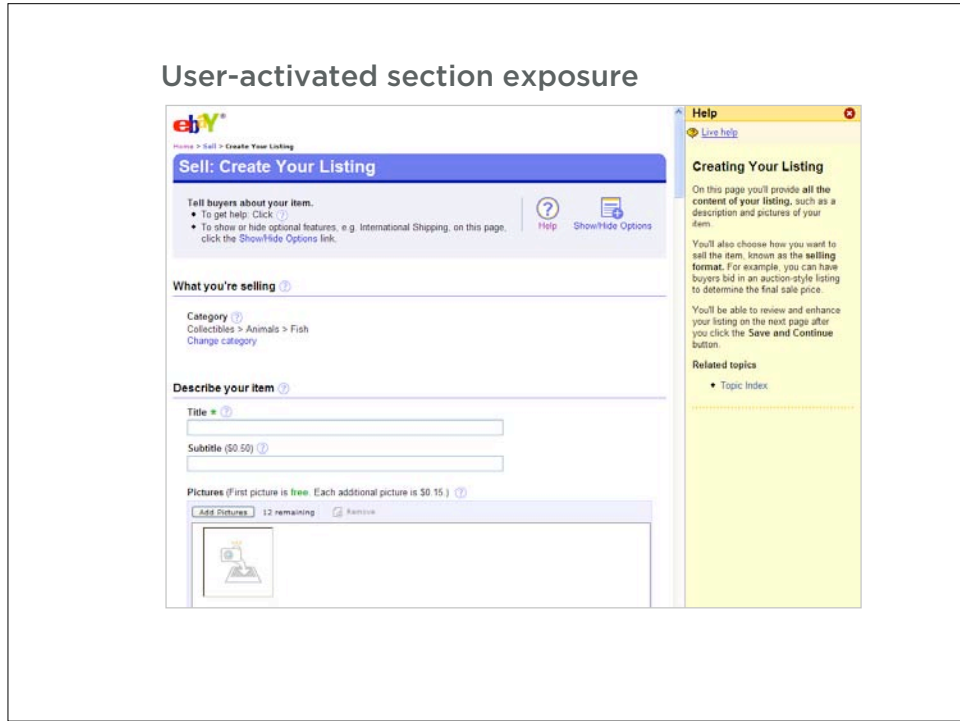 User-activated section exposure
ebY®
Home > Sell > Create Your Listing
Sell: Create Your Listing
Tell buyers about your item.
• To get help: Click ?
• To show or hide optional features, e.g. International Shipping, on this page,
click the Show/Hide Options link.
?
Help
Show/Hide Options
What you're selling ?
Category ?
Collectibles > Animals > Fish
Change category
Describe your item ?
Title * ?
Subtitle ($0.50) ?
Pictures (First picture is free. Each additional picture is $0.15.) ?
Add Pictures 12 remaining Remove
Help
Live help
Creating Your Listing
On this page you'll provide all the
content of your listing, such as a
description and pictures of your
item.
You'll also choose how you want to
sell the item, known as the selling
format. For example, you can have
buyers bid in an auction-style listing
to determine the final sale price.
You'll be able to review and enhance
your listing on the next page after
you click the Save and Continue
button.
Related topics
• Topic Index